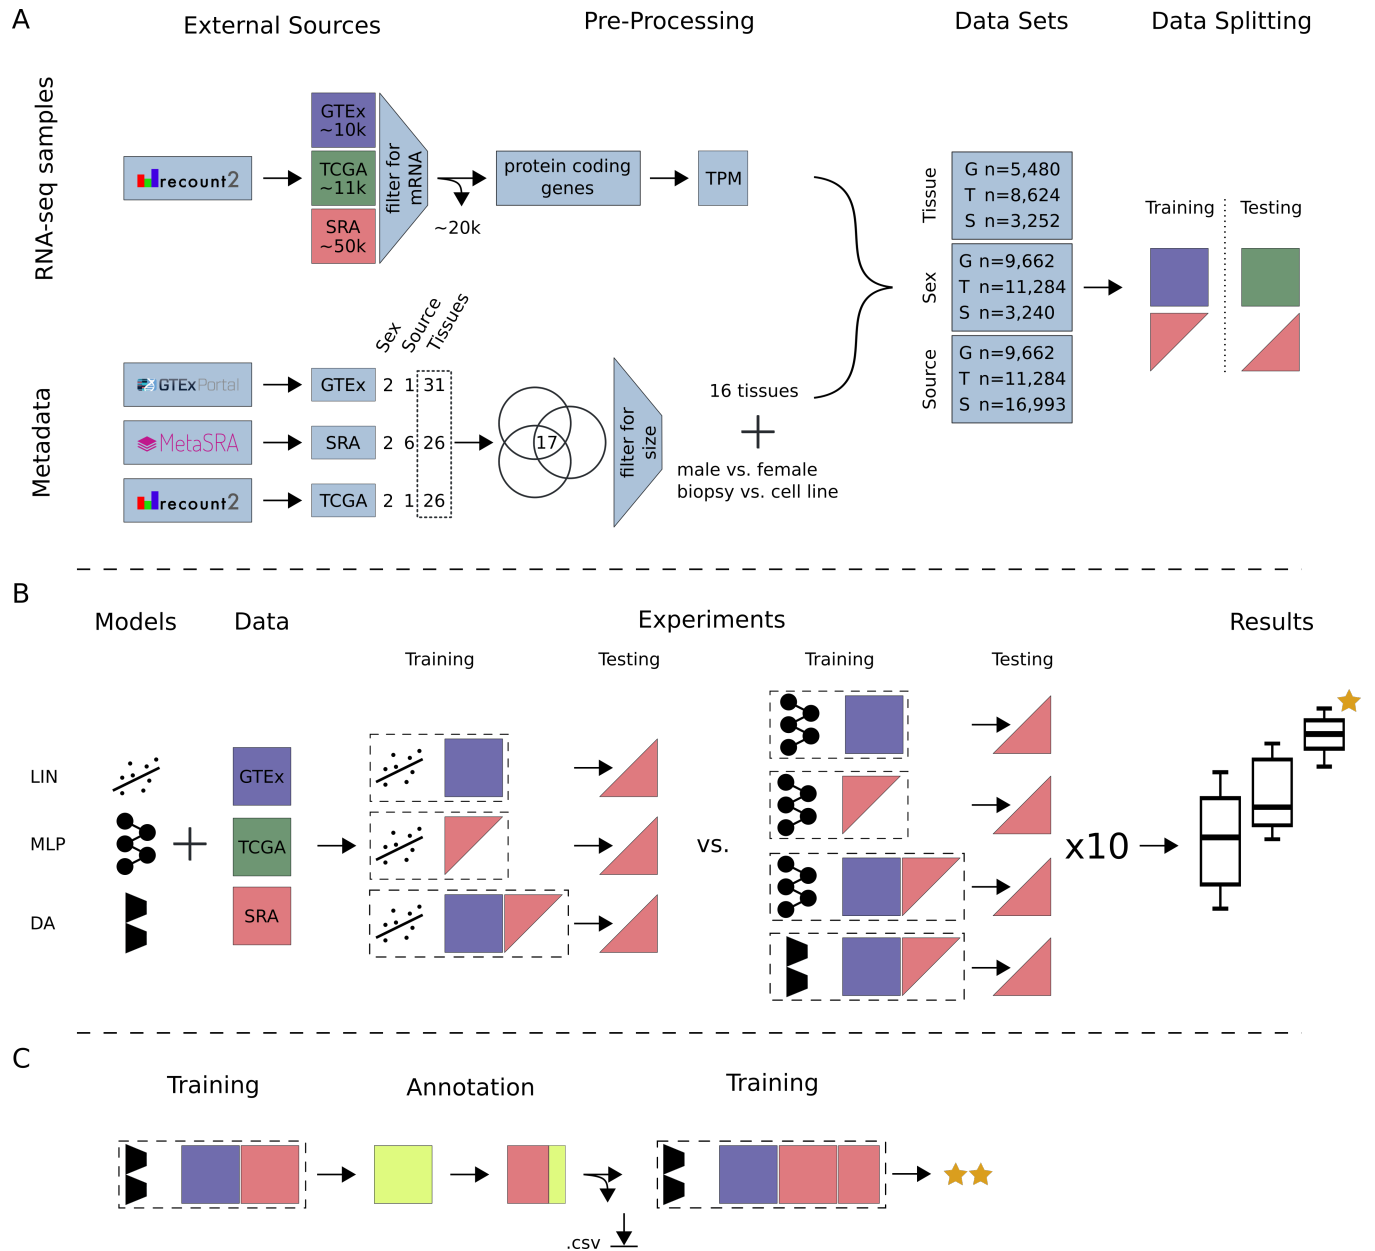 A
External Sources
Pre-Processing
Data Sets
Data Splitting
RNA-seq samples
recount2
GTEx
~10k
TCGA
~11k
SRA
~50k
filter for
mRNA
~20k
protein coding
genes
TPM
Tissue
G n=5,480
T n=8,624
S n=3,252
Sex
G n=9,662
T n=11,284
S n=3,240
Source
G n=9,662
T n=11,284
S n=16,993
Training
Testing
Metadata
Sex
Source
Tissues
GTExPortal
GTEx 2 1 31
MetaSRA
SRA 2 6 26
recount2
TCGA 2 1 26
17
filter for
size
16 tissues
male vs. female
biopsy vs. cell line
B
Models
Data
Experiments
Results
Training
Testing
Training
Testing
LIN
MLP
DA
GTEx
TCGA
SRA
vs.
x10
C
Training
Annotation
Training
.csv